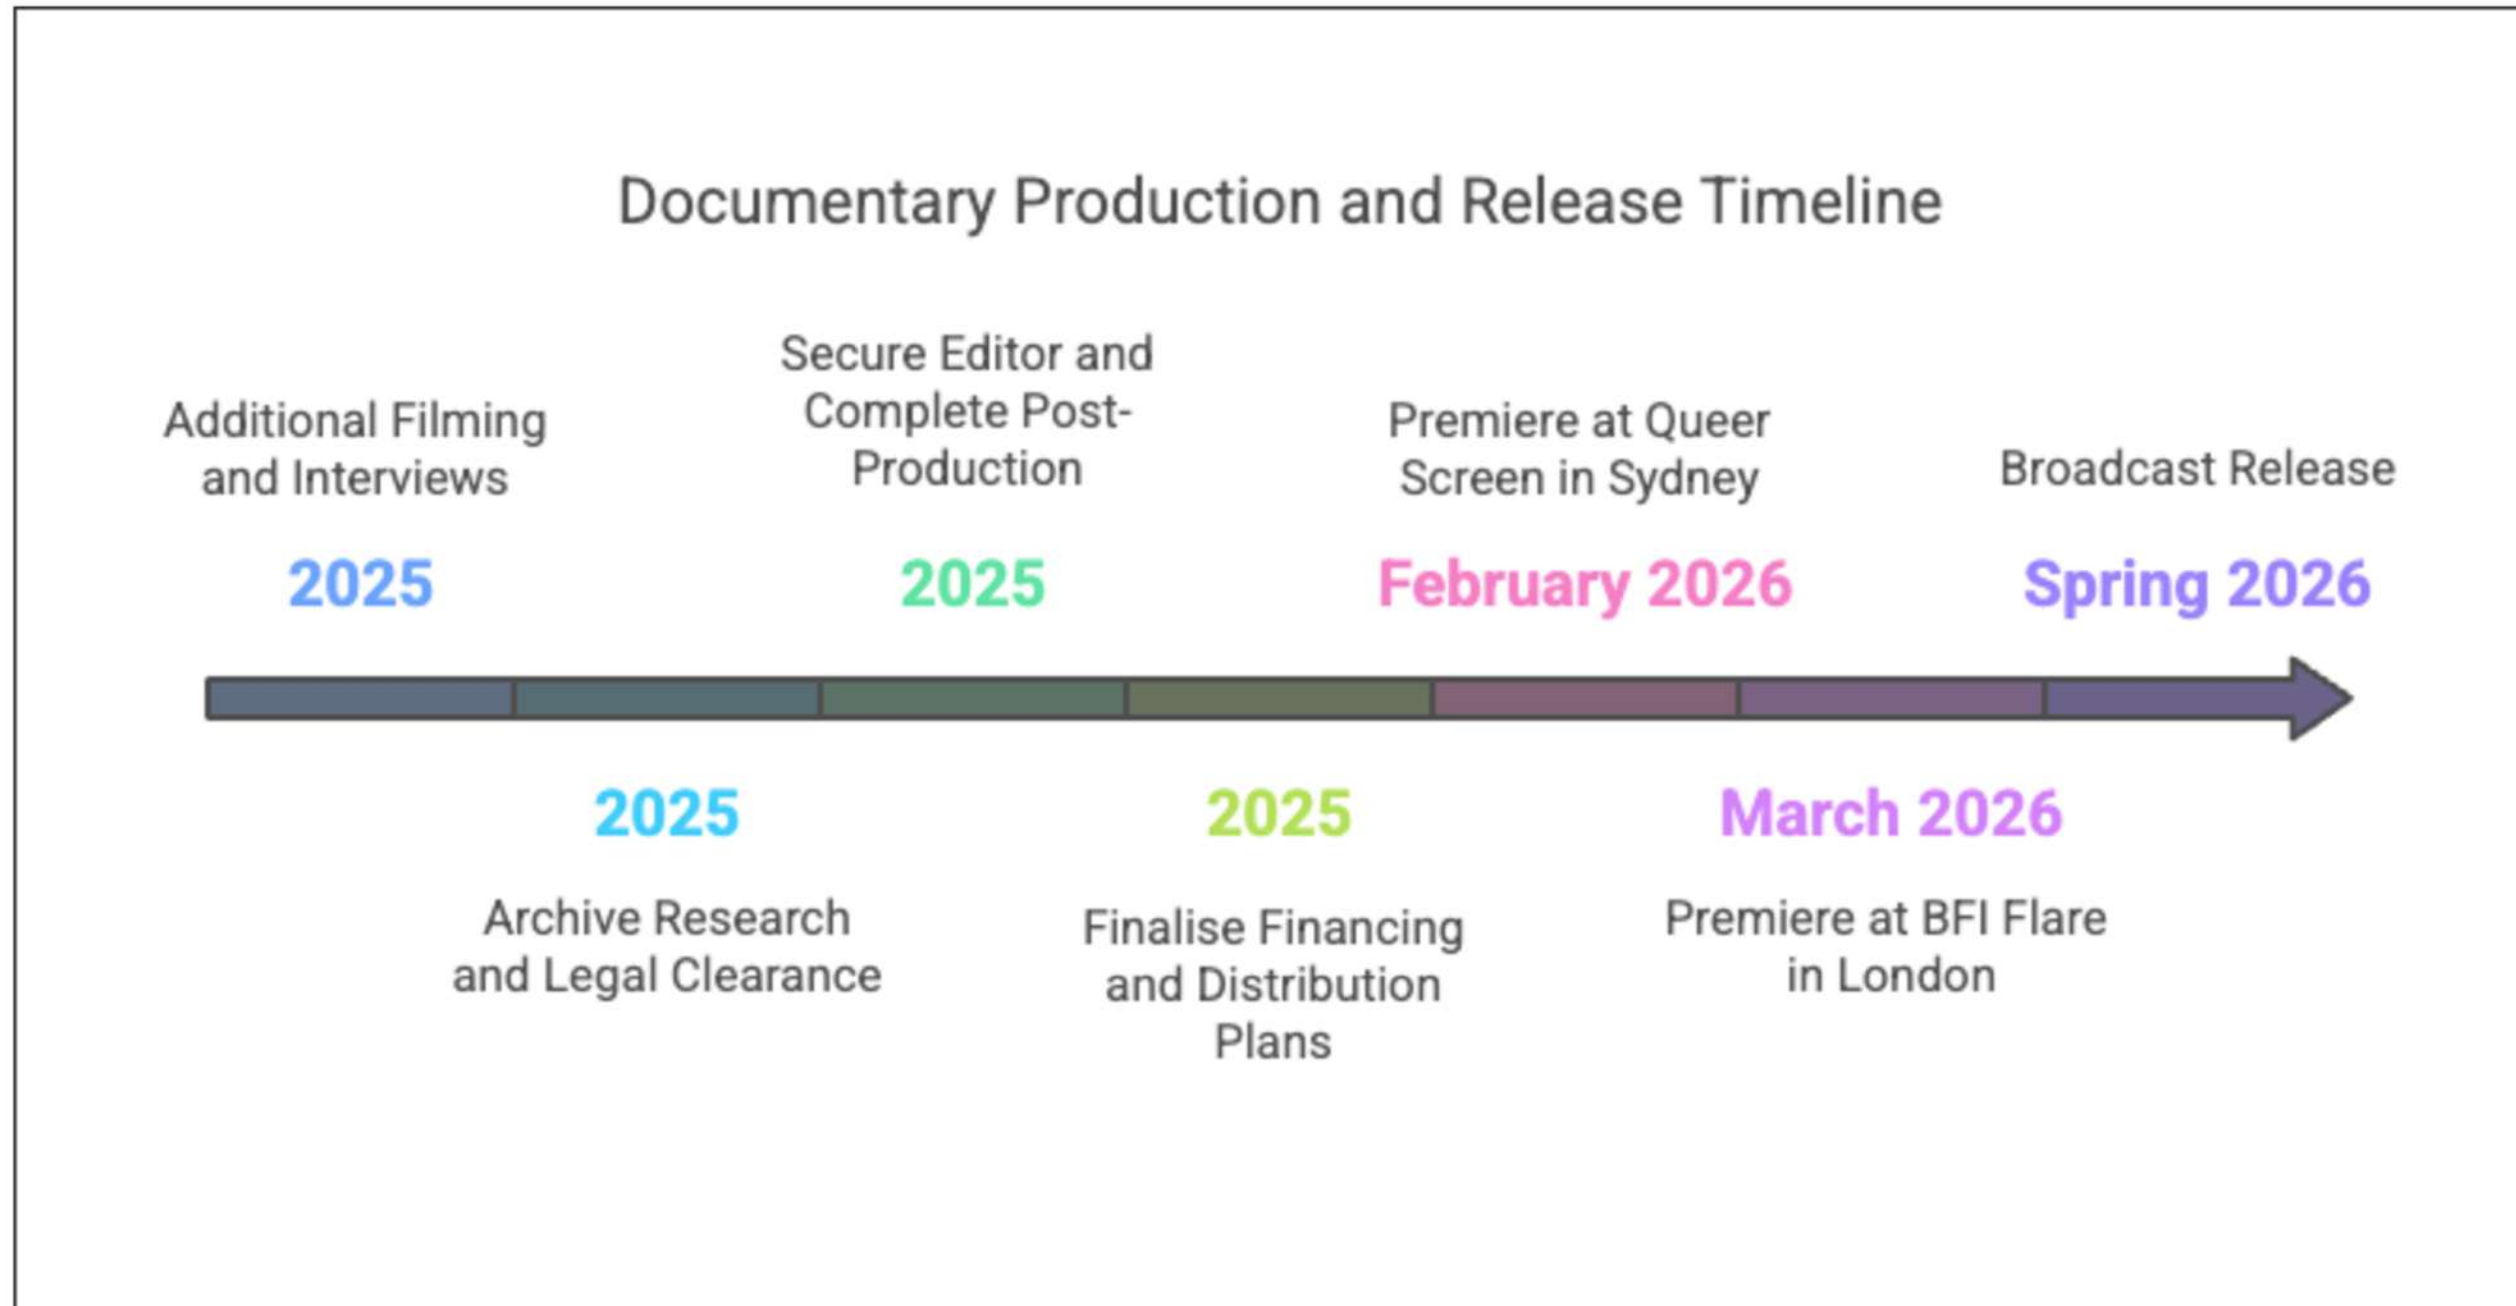 Documentary Production and Release Timeline
Additional Filming
and Interviews
2025
Secure Editor and
Complete Post-
Production
2025
Premiere at Queer
Screen in Sydney
February 2026
Broadcast Release
Spring 2026
2025
Archive Research
and Legal Clearance
2025
Finalise Financing
and Distribution
Plans
March 2026
Premiere at BFI Flare
in London